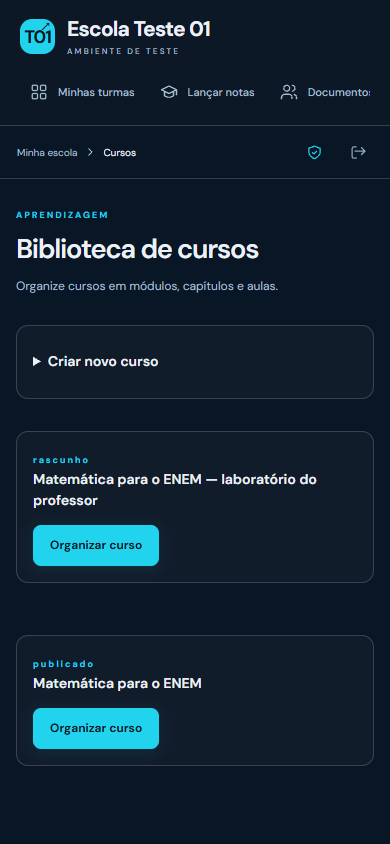 TO1
Escola Teste 01
AMBIENTE DE TESTE
Minhas turmas
Lançar notas
Documentos
Minha escola
Cursos
APRENDIZAGEM
Biblioteca de cursos
Organize cursos em módulos, capítulos e aulas.
Criar novo curso
rascunho
Matemática para o ENEM — laboratório do
professor
Organizar curso
publicado
Matemática para o ENEM
Organizar curso